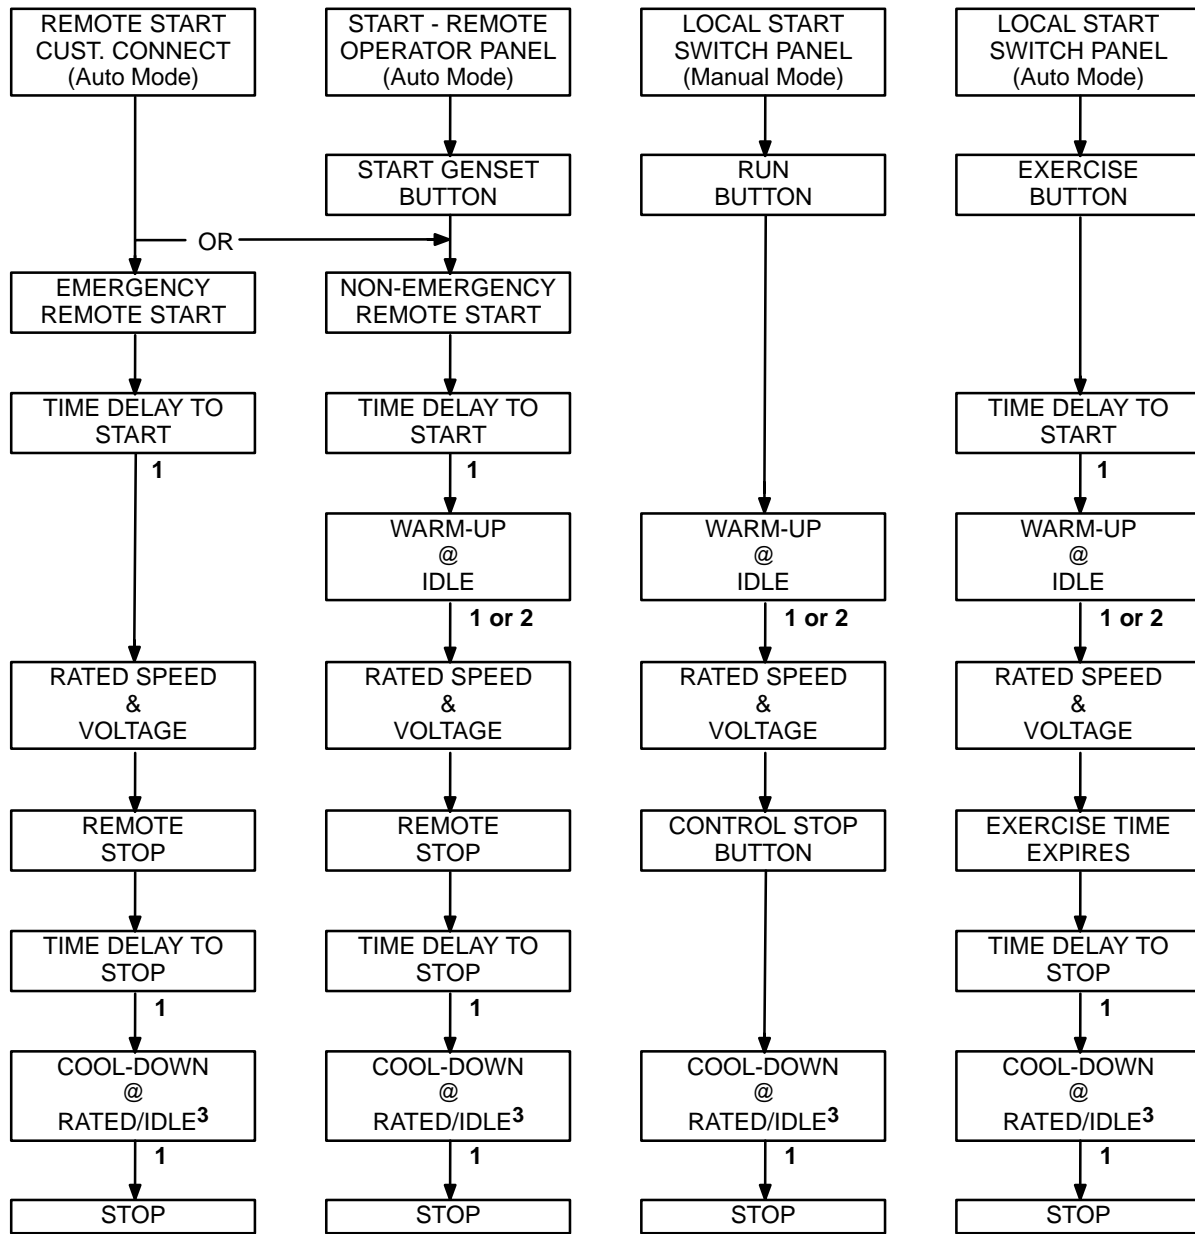 REMOTE START
CUST. CONNECT
(Auto Mode)
START - REMOTE
OPERATOR PANEL
(Auto Mode)
LOCAL START
SWITCH PANEL
(Manual Mode)
LOCAL START
SWITCH PANEL
(Auto Mode)
START GENSET
BUTTON
RUN
BUTTON
EXERCISE
BUTTON
OR
EMERGENCY
REMOTE START
NON-EMERGENCY
REMOTE START
TIME DELAY TO
START
1
TIME DELAY TO
START
1
TIME DELAY TO
START
1
WARM-UP
@
IDLE
1 or 2
WARM-UP
@
IDLE
1 or 2
WARM-UP
@
IDLE
1 or 2
RATED SPEED
&
VOLTAGE
RATED SPEED
&
VOLTAGE
RATED SPEED
&
VOLTAGE
RATED SPEED
&
VOLTAGE
REMOTE
STOP
REMOTE
STOP
CONTROL STOP
BUTTON
EXERCISE TIME
EXPIRES
TIME DELAY TO
STOP
1
TIME DELAY TO
STOP
1
TIME DELAY TO
STOP
1
COOL-DOWN
@
RATED/IDLE3
1
COOL-DOWN
@
RATED/IDLE3
1
COOL-DOWN
@
RATED/IDLE3
1
COOL-DOWN
@
RATED/IDLE3
1
STOP
STOP
STOP
STOP